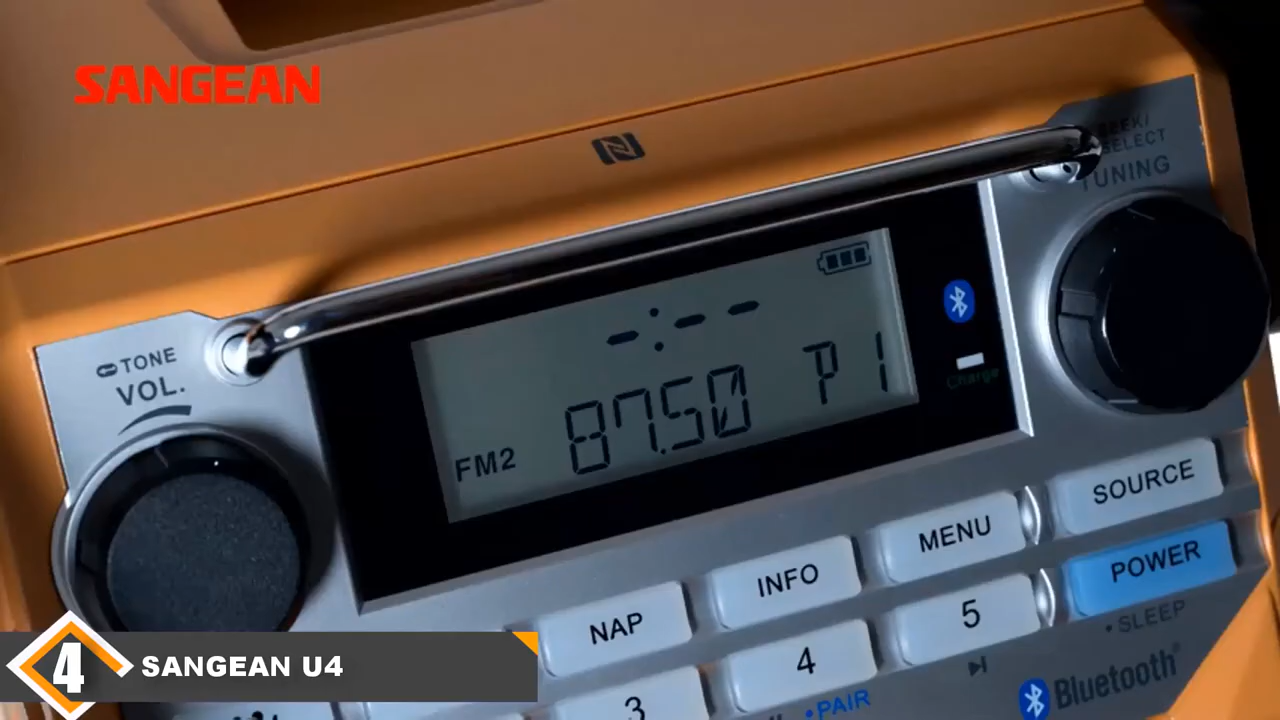 SANGEAN
SEEK/
SELECT
TUNING
TONE
VOL.
-:--
87.50 P1
FM2
Charge
SOURCE
MENU
POWER
INFO
NAP
5
• SLEEP
4
3
• PAIR
Bluetooth
4 SANGEAN U4